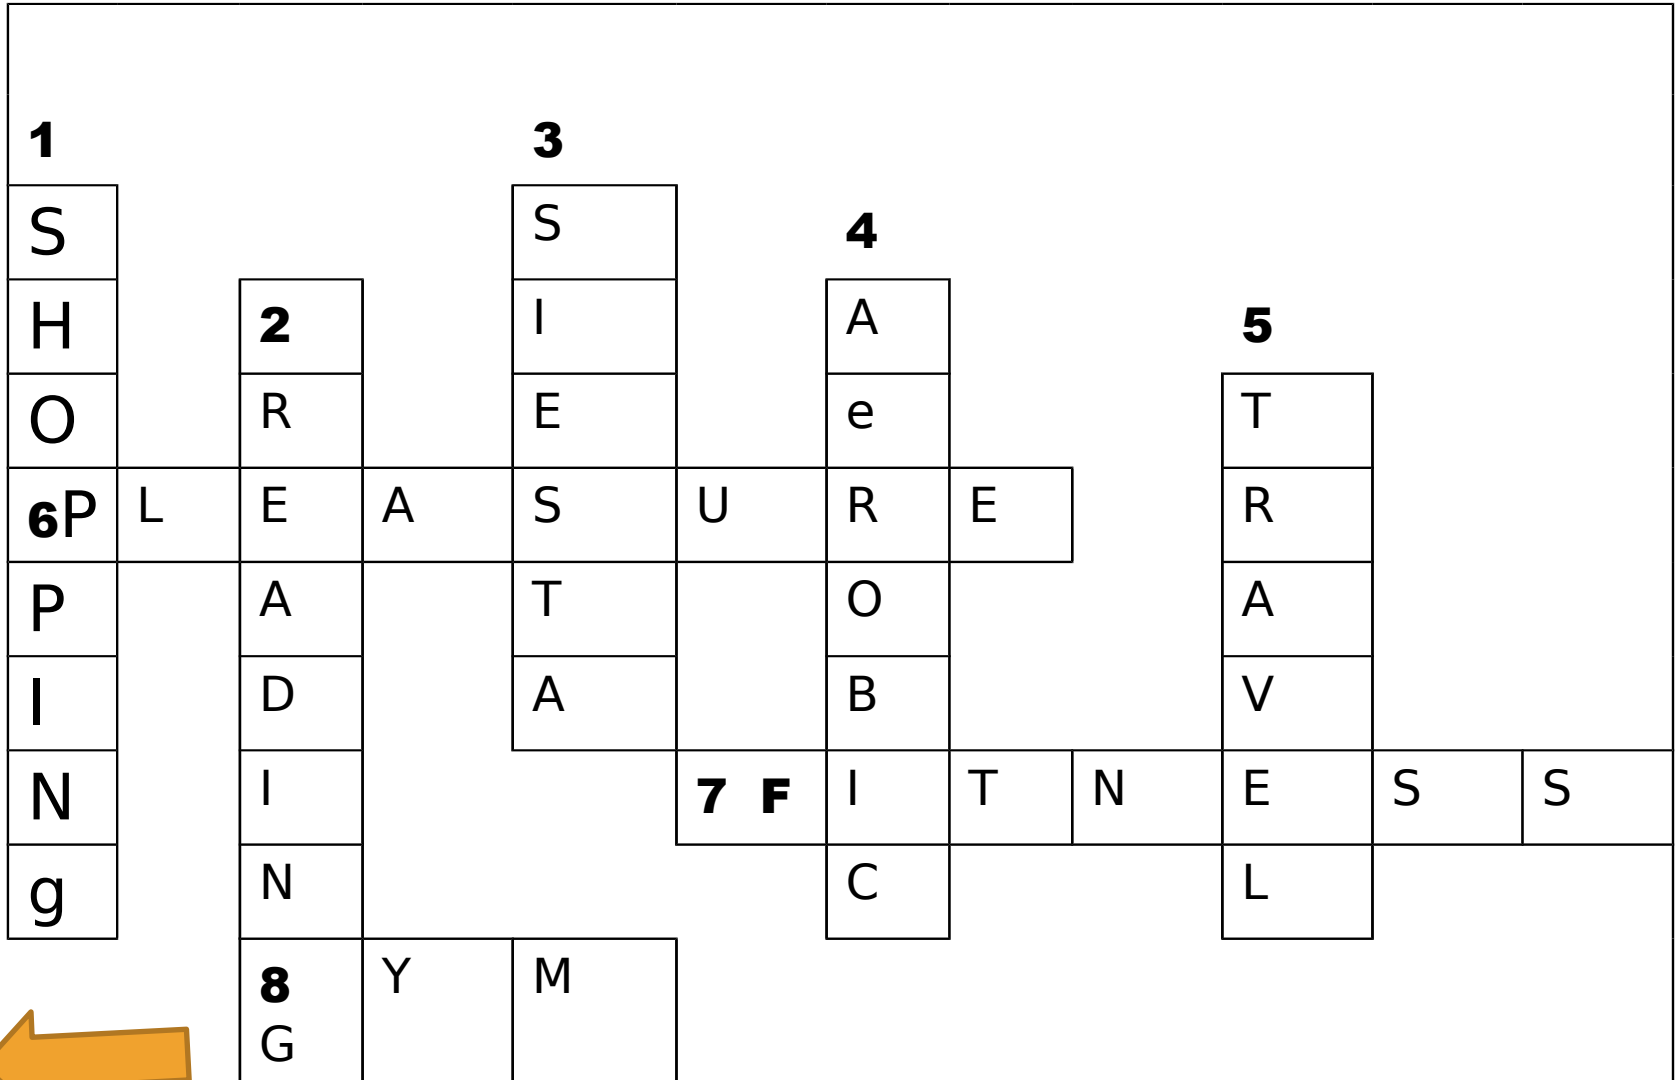 1 3
S S 4
H 2 I A 5
O R E e T
6P L E A S U R E R
P A T O A
I D A B V
N I 7 F I T N E S S
g N C L
8 Y M
G